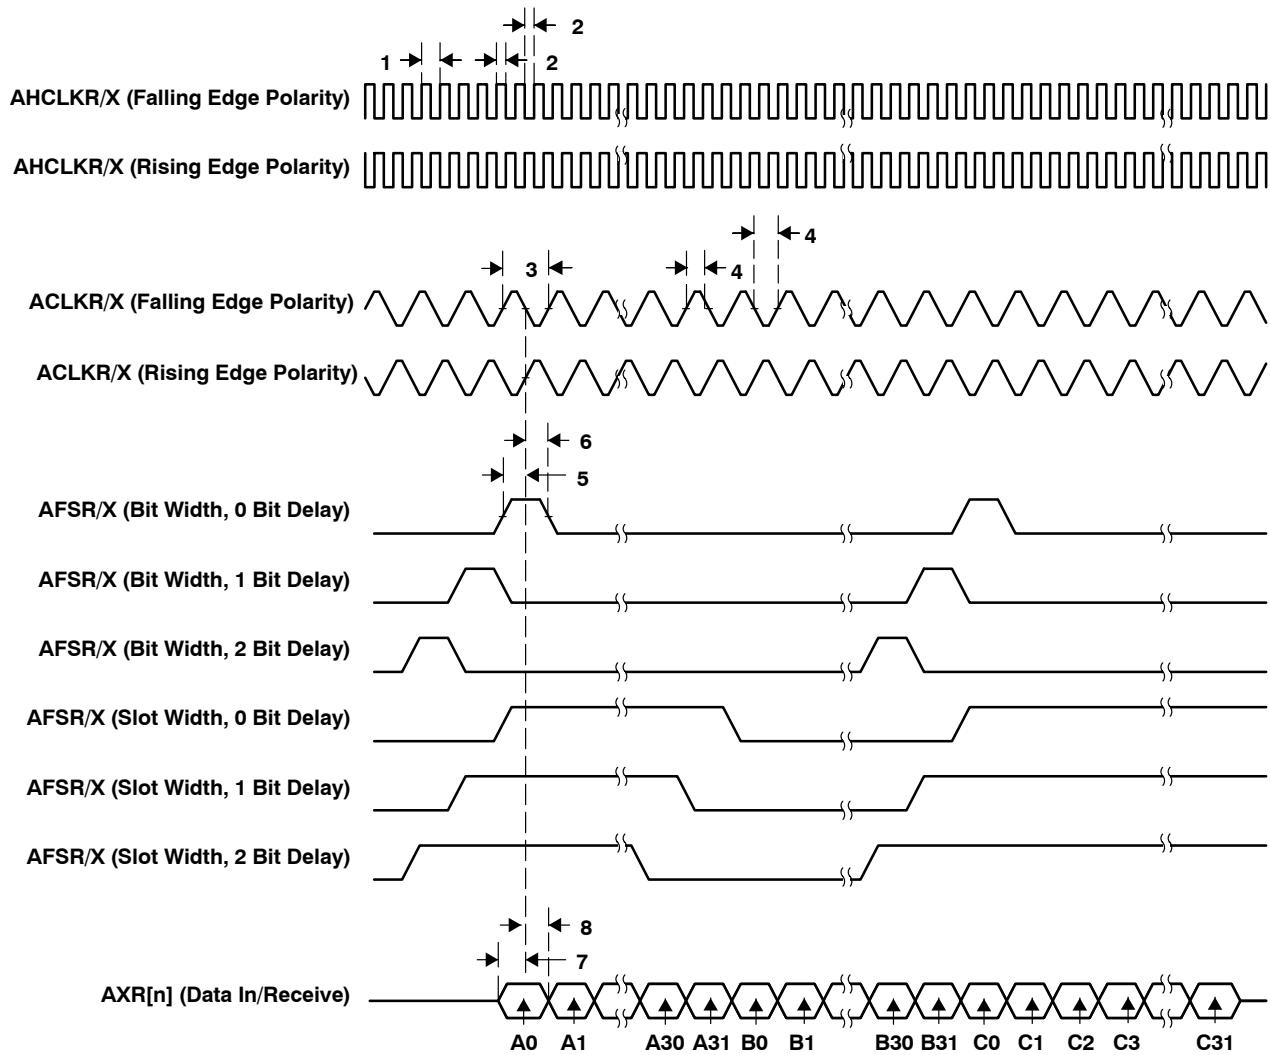 2
1 2
AHCLKR/X (Falling Edge Polarity)
AHCLKR/X (Rising Edge Polarity)
4
3 4
ACLKR/X (Falling Edge Polarity)
ACLKR/X (Rising Edge Polarity)
6
5
AFSR/X (Bit Width, 0 Bit Delay)
AFSR/X (Bit Width, 1 Bit Delay)
AFSR/X (Bit Width, 2 Bit Delay)
AFSR/X (Slot Width, 0 Bit Delay)
AFSR/X (Slot Width, 1 Bit Delay)
AFSR/X (Slot Width, 2 Bit Delay)
8
7
AXR[n] (Data In/Receive)
A0 A1 A30 A31 B0 B1 B30 B31 C0 C1 C2 C3 C31